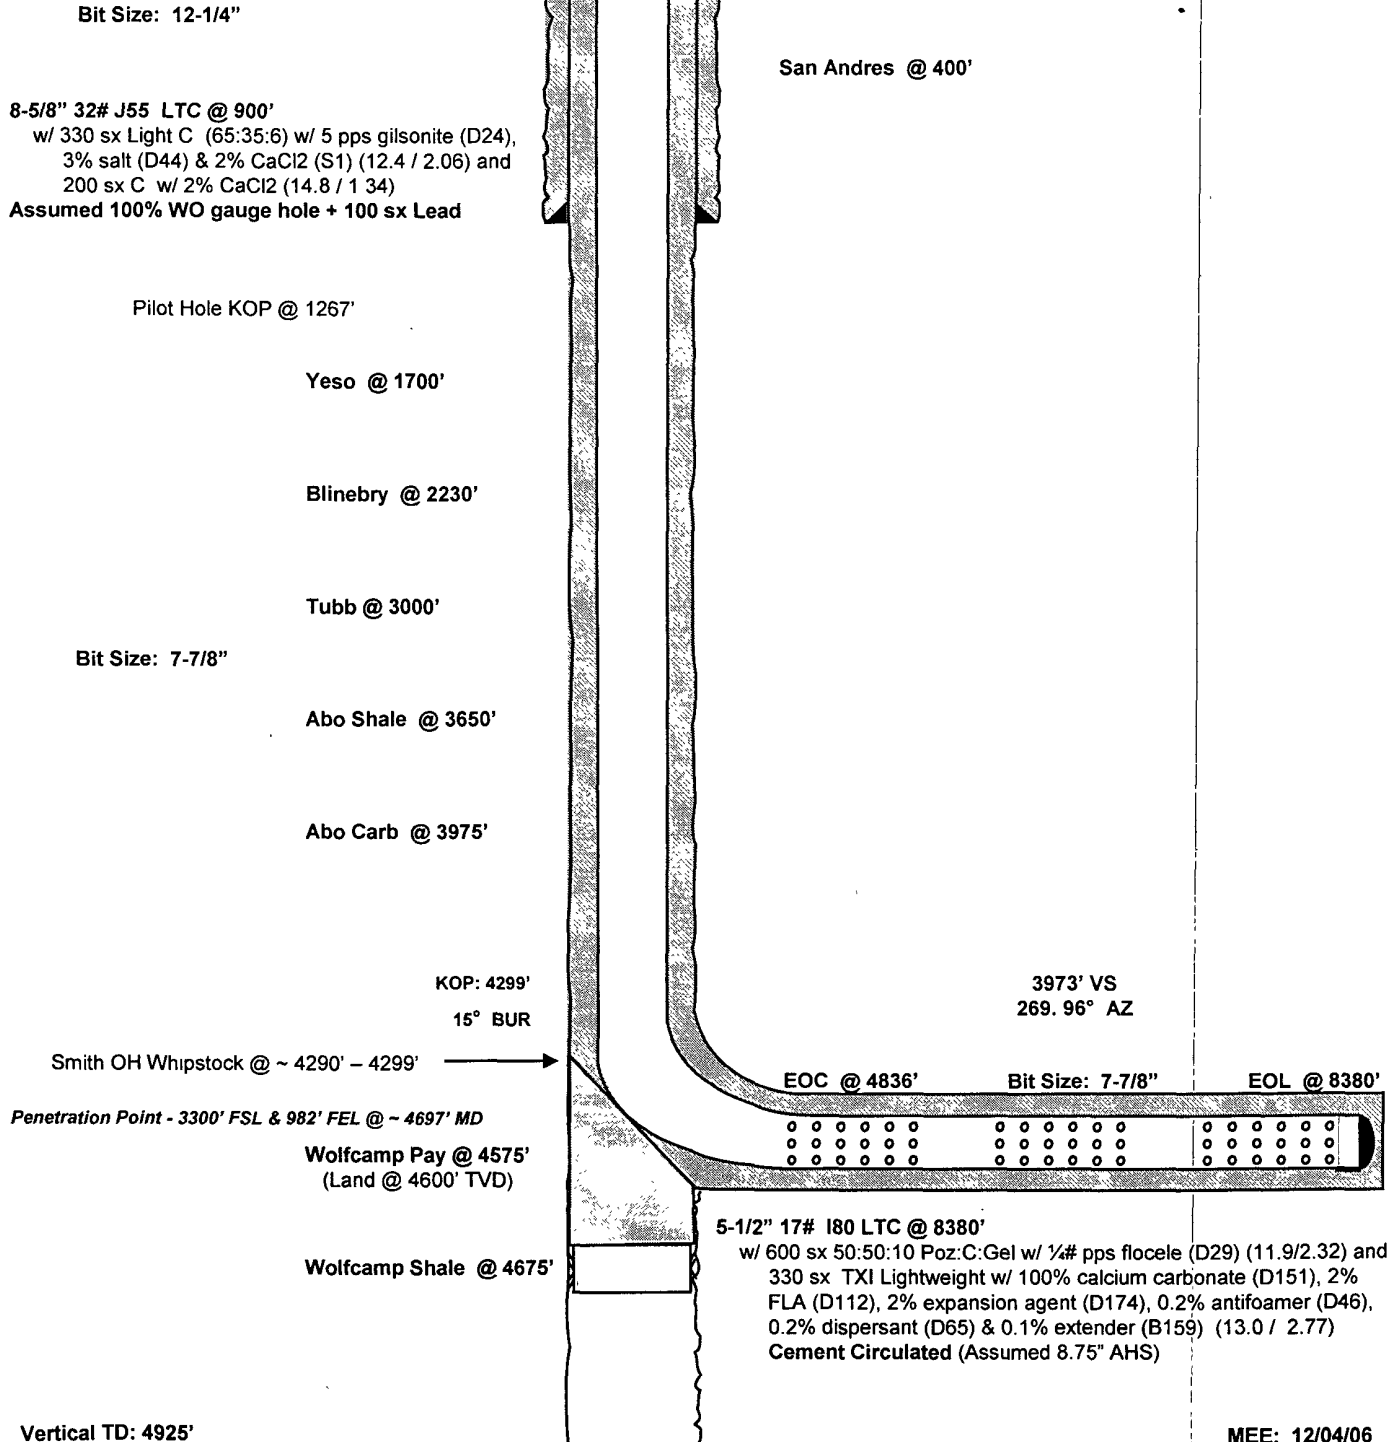 Bit Size: 12-1/4”
San Andres @ 400’
8-5/8” 32# J55 LTC @ 900’
w/ 330 sx Light C (65:35:6) w/ 5 pps gilsonite (D24),
3% salt (D44) & 2% CaCl2 (S1) (12.4 / 2.06) and
200 sx C w/ 2% CaCl2 (14.8 / 1 34)
Assumed 100% WO gauge hole + 100 sx Lead
Pilot Hole KOP @ 1267’
Yeso @ 1700’
Blinebry @ 2230’
Tubb @ 3000’
Bit Size: 7-7/8”
Abo Shale @ 3650’
Abo Carb @ 3975’
KOP: 4299’
15° BUR
3973’ VS
269. 96° AZ
Smith OH Whipstock @ ~ 4290’ – 4299’
EOC @ 4836’ Bit Size: 7-7/8” EOL @ 8380’
Penetration Point - 3300’ FSL & 982’ FEL @ ~ 4697’ MD
Wolfcamp Pay @ 4575’
(Land @ 4600’ TVD)
Wolfcamp Shale @ 4675’
5-1/2” 17# I80 LTC @ 8380’
w/ 600 sx 50:50:10 Poz:C:Gel w/ ¼# pps flocele (D29) (11.9/2.32) and
330 sx TXI Lightweight w/ 100% calcium carbonate (D151), 2%
FLA (D112), 2% expansion agent (D174), 0.2% antifoamer (D46),
0.2% dispersant (D65) & 0.1% extender (B159) (13.0 / 2.77)
Cement Circulated (Assumed 8.75” AHS)
Vertical TD: 4925’
MEE: 12/04/06